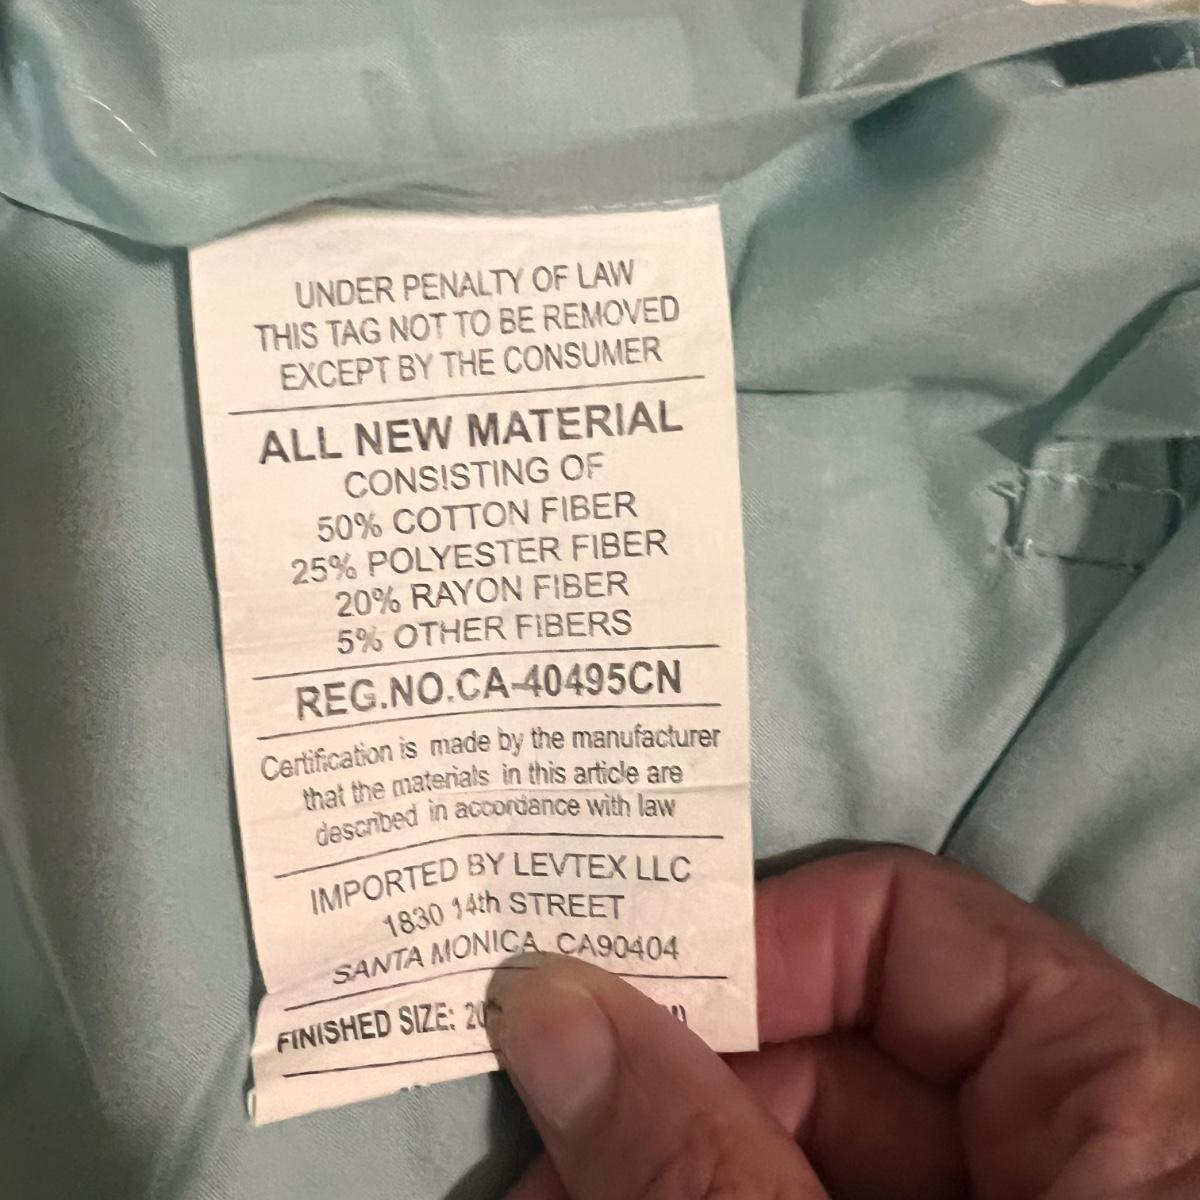 UNDER PENALTY OF LAW
THIS TAG NOT TO BE REMOVED
EXCEPT BY THE CONSUMER
ALL NEW MATERIAL
CONSISTING OF
50% COTTON FIBER
25% POLYESTER FIBER
20% RAYON FIBER
5% OTHER FIBERS
REG.NO.CA-40495CN
Certification is made by the manufacturer
that the materials in this article are
described in accordance with law
IMPORTED BY LEVTEX LLC
1830 14th STREET
SANTA MONICA, CA90404
FINISHED SIZE: